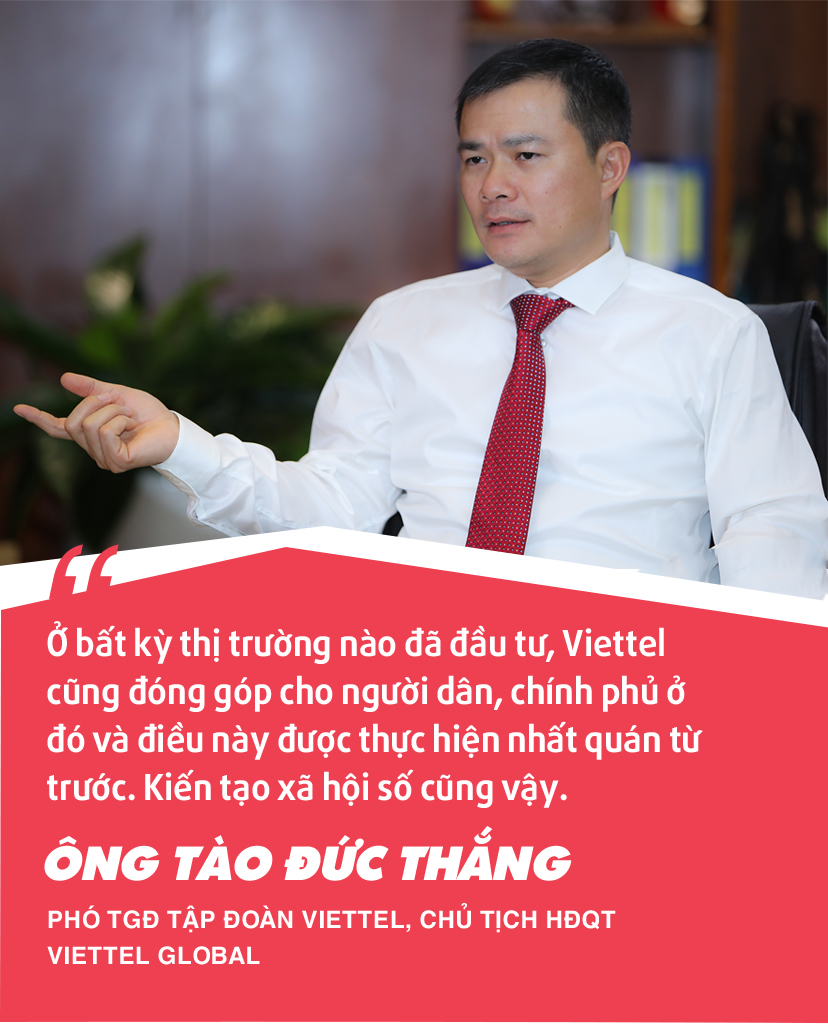 Ở bất kỳ thị trường nào đã đầu tư, Viettel
cũng đóng góp cho người dân, chính phủ ở
đó và điều này được thực hiện nhất quán từ
trước. Kiến tạo xã hội số cũng vậy.
ÔNG TÀO ĐỨC THẮNG
PHÓ TGĐ TẬP ĐOÀN VIETTEL, CHỦ TỊCH HĐQT
VIETTEL GLOBAL